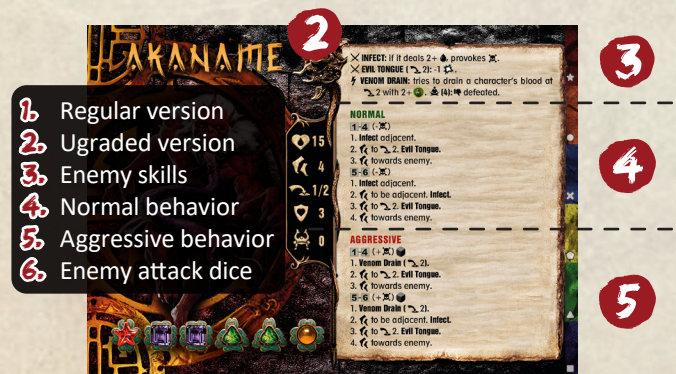 AKANAME
2
1. Regular version
2. Ugraded version
3. Enemy skills
4. Normal behavior
5. Aggressive behavior
6. Enemy attack dice
15
4
1/2
3
0
INFECT: if it deals 2+ , provokes .
EVIL TONGUE ( 2): -1 .
VENOM DRAIN: tries to drain a character's blood at
2 with 2+ . (4): defeated.
NORMAL
1-4 (- )
1. Infect adjacent.
2. to 2. Evil Tongue.
3. towards enemy.
5-6 (- )
1. Infect adjacent.
2. to be adjacent. Infect.
3. to 2. Evil Tongue.
4. towards enemy.
AGGRESSIVE
1-4 (+ )
1. Venom Drain ( 2).
2. to 2. Evil Tongue.
3. towards enemy.
5-6 (+ )
1. Venom Drain ( 2).
2. to be adjacent. Infect.
3. to 2. Evil Tongue.
4. towards enemy.
3
4
5